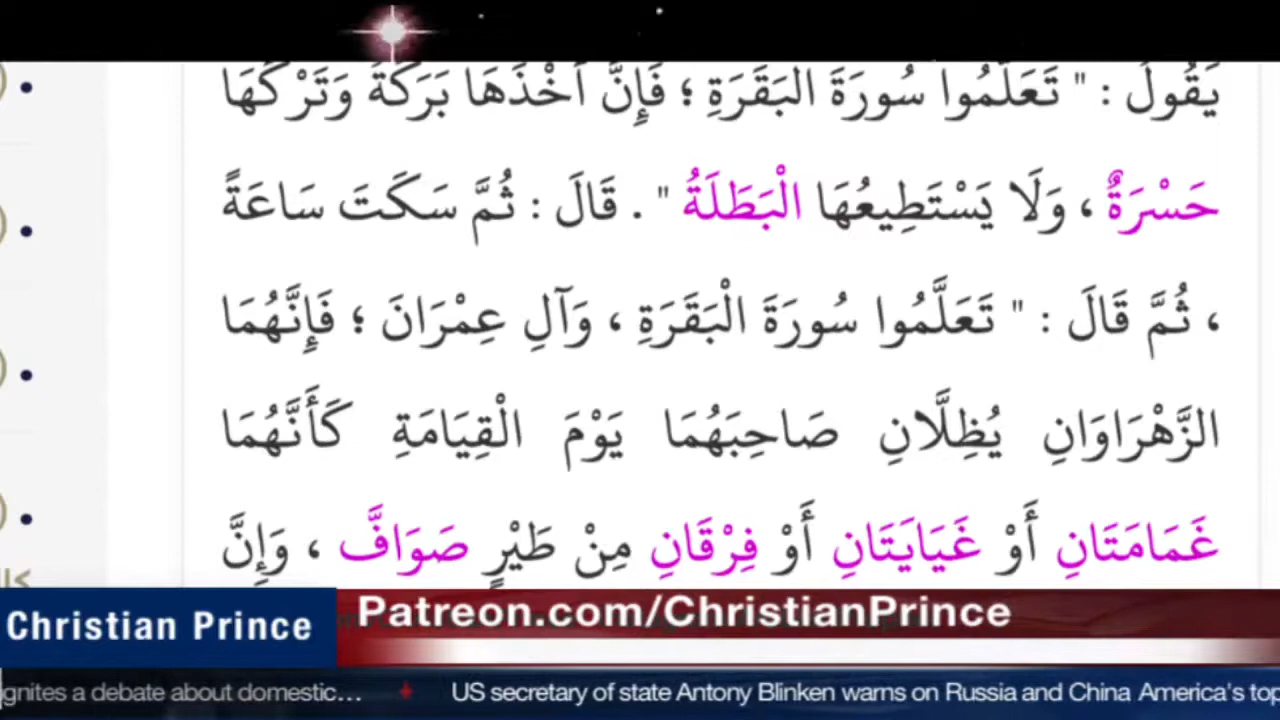 يَقُولُ : " تَعَلَّمُوا سُورَةَ الْبَقَرَةِ ؛ فَإِنَّ أَخْذَهَا بَرَكَةٌ وَتَرْكَهَا
حَسْرَةٌ ، وَلَا يَسْتَطِيعُهَا الْبَطَلَةُ " . قَالَ : ثُمَّ سَكَتَ سَاعَةً
، ثُمَّ قَالَ : " تَعَلَّمُوا سُورَةَ الْبَقَرَةِ ، وَآلِ عِمْرَانَ ؛ فَإِنَّهُمَا
الزَّهْرَاوَانِ يُظِلَّانِ صَاحِبَهُمَا يَوْمَ الْقِيَامَةِ كَأَنَّهُمَا
غَمَامَتَانِ أَوْ غَيَايَتَانِ أَوْ فِرْقَانِ مِنْ طَيْرٍ صَوَافَّ ، وَإِنَّ
Patreon.com/ChristianPrince
Christian Prince
gnites a debate about domestic... US secretary of state Antony Blinken warns on Russia and China America's top